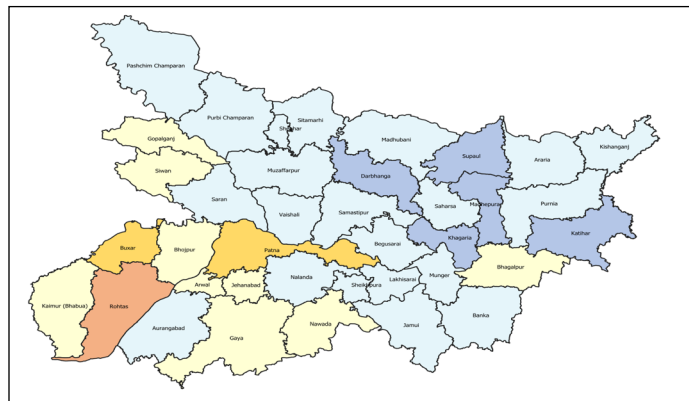 Pashchim Champaran
Purbi Champaran
Sitamarhi
Sheohar
Gopalganj
Madhubani
Kishanganj
Supaul
Araria
Siwan
Muzaffarpur
Darbhanga
Saran
Vaishali
Samastipur
Saharsa
Madhepura
Purnia
Khagaria
Katihar
Buxar
Bhojpur
Patna
Begusarai
Bhagalpur
Kaimur (Bhabua)
Rohtas
Arwal
Jehanabad
Nalanda
Sheikhpura
Lakhisarai
Munger
Aurangabad
Gaya
Nawada
Jamui
Banka